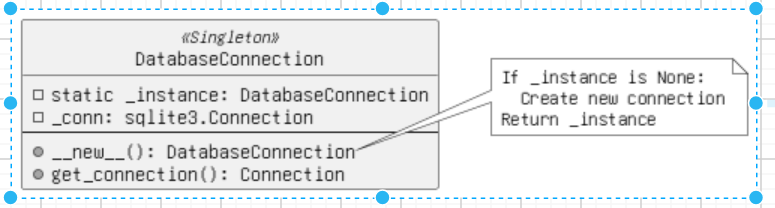 «Singleton»
DatabaseConnection
static _instance: DatabaseConnection
_conn: sqlite3.Connection
__new__(): DatabaseConnection
get_connection(): Connection
If _instance is None:
  Create new connection
Return _instance